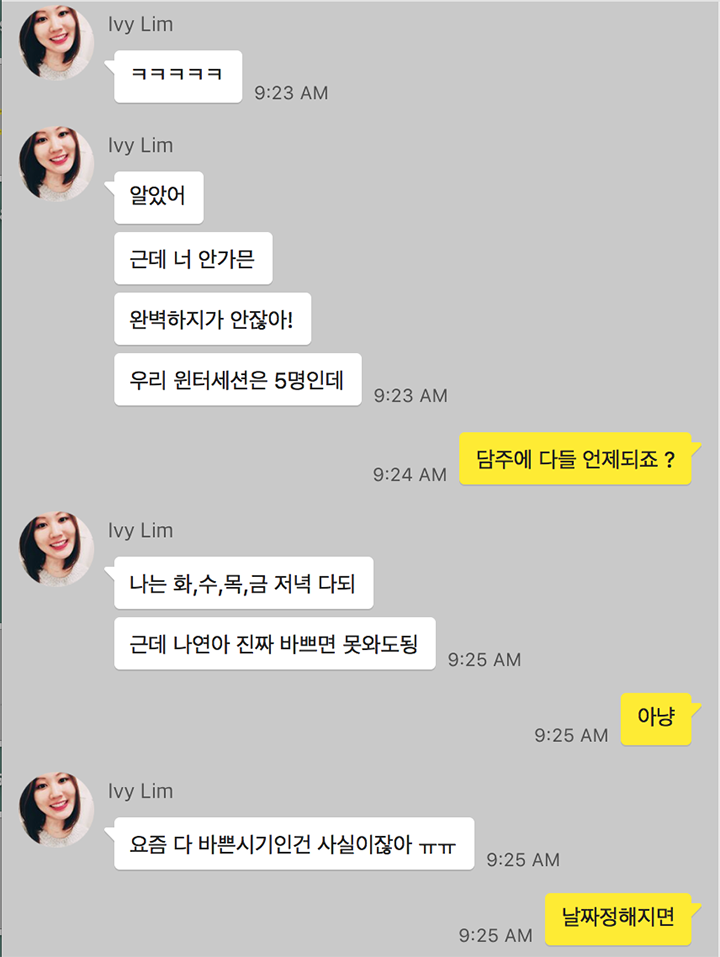 Ivy Lim
ㅋㅋㅋㅋㅋ
9:23 AM
Ivy Lim
알았어
근데 너 안가믄
완벽하지가 안잖아!
우리 윈터세션은 5명인데
9:23 AM
담주에 다들 언제되죠 ?
9:24 AM
Ivy Lim
나는 화,수,목,금 저녁 다되
근데 나연아 진짜 바쁘면 못와도됭
9:25 AM
아냥
9:25 AM
Ivy Lim
요즘 다 바쁜시기인건 사실이잖아 ㅠㅠ
9:25 AM
날짜정해지면
9:25 AM